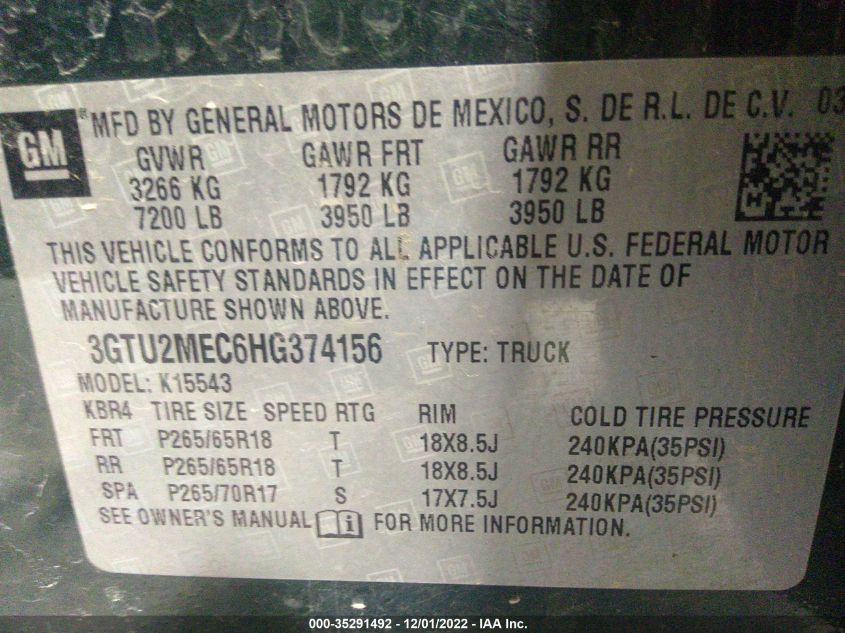 GM MFD BY GENERAL MOTORS DE MEXICO, S. DE R.L. DE C.V. 03
GVWR GAWR FRT GAWR RR
3266 KG 1792 KG 1792 KG
7200 LB 3950 LB 3950 LB
THIS VEHICLE CONFORMS TO ALL APPLICABLE U.S. FEDERAL MOTOR
VEHICLE SAFETY STANDARDS IN EFFECT ON THE DATE OF
MANUFACTURE SHOWN ABOVE.
3GTU2MEC6HG374156 TYPE: TRUCK
MODEL: K15543
KBR4 TIRE SIZE SPEED RTG RIM COLD TIRE PRESSURE
FRT P265/65R18 T 18X8.5J 240KPA(35PSI)
RR P265/65R18 T 18X8.5J 240KPA(35PSI)
SPA P265/70R17 S 17X7.5J 240KPA(35PSI)
SEE OWNER'S MANUAL FOR MORE INFORMATION.
000-35291492 - 12/01/2022 - IAA Inc.